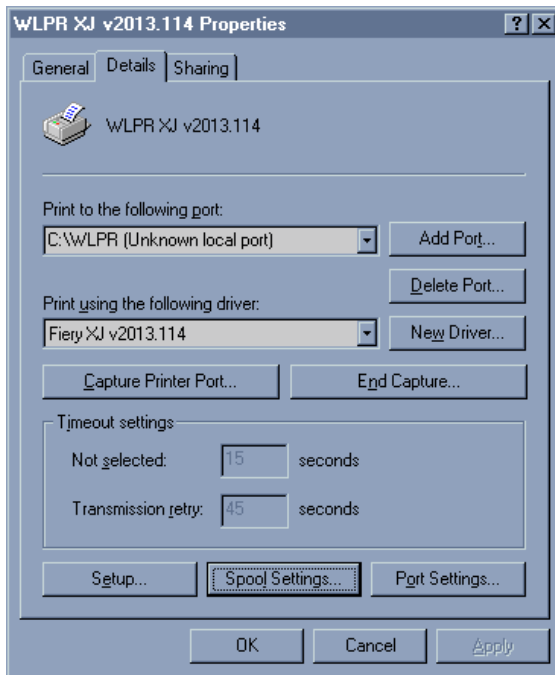 WLPR XJ v2013.114 Properties
General Details Sharing
WLPR XJ v2013.114
Print to the following port:
C:\WLPR (Unknown local port) Add Port...
Delete Port...
Print using the following driver:
Fiery XJ v2013.114 New Driver...
Capture Printer Port... End Capture...
Timeout settings
Not selected: 15 seconds
Transmission retry: 45 seconds
Setup... Spool Settings... Port Settings...
OK Cancel Apply